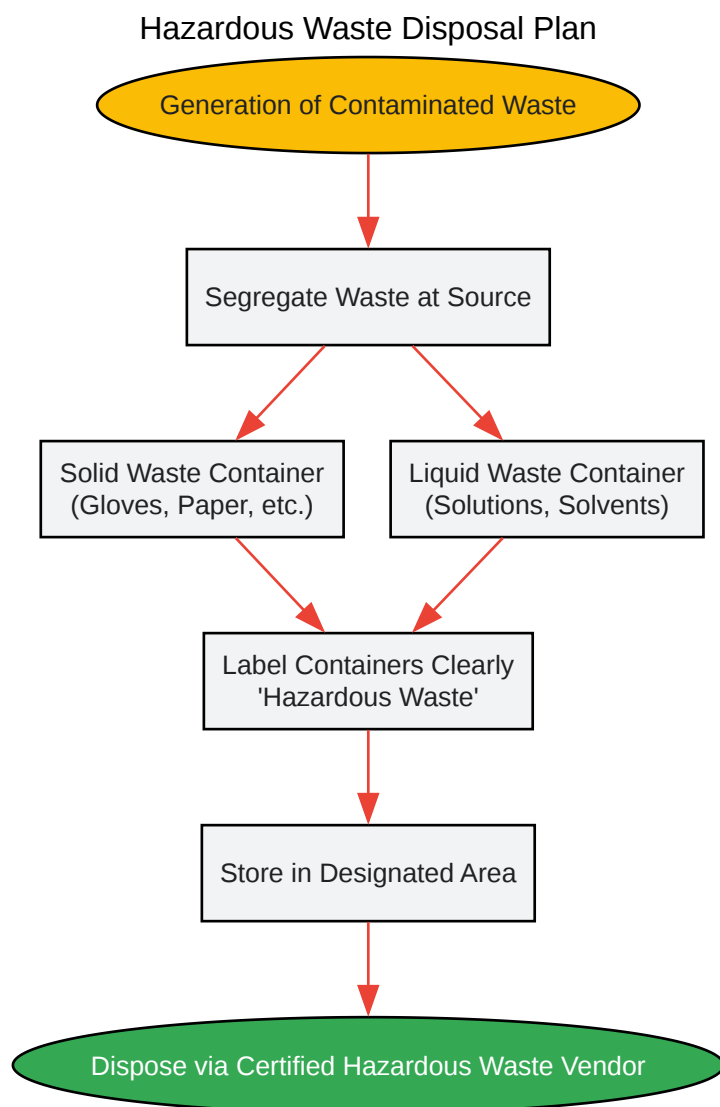 Hazardous Waste Disposal Plan
Generation of Contaminated Waste
Segregate Waste at Source
Solid Waste Container
(Gloves, Paper, etc.)
Liquid Waste Container
(Solutions, Solvents)
Label Containers Clearly
'Hazardous Waste'
Store in Designated Area
Dispose via Certified Hazardous Waste Vendor